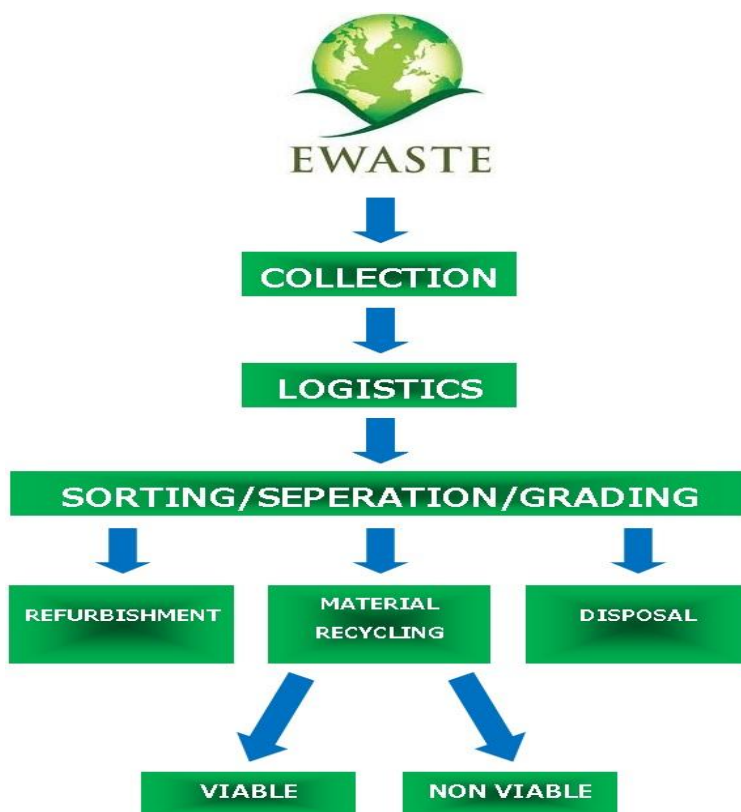 EWASTE
COLLECTION
LOGISTICS
SORTING/SEPERATION/GRADING
REFURBISHMENT
MATERIAL
RECYCLING
DISPOSAL
VIABLE
NON VIABLE